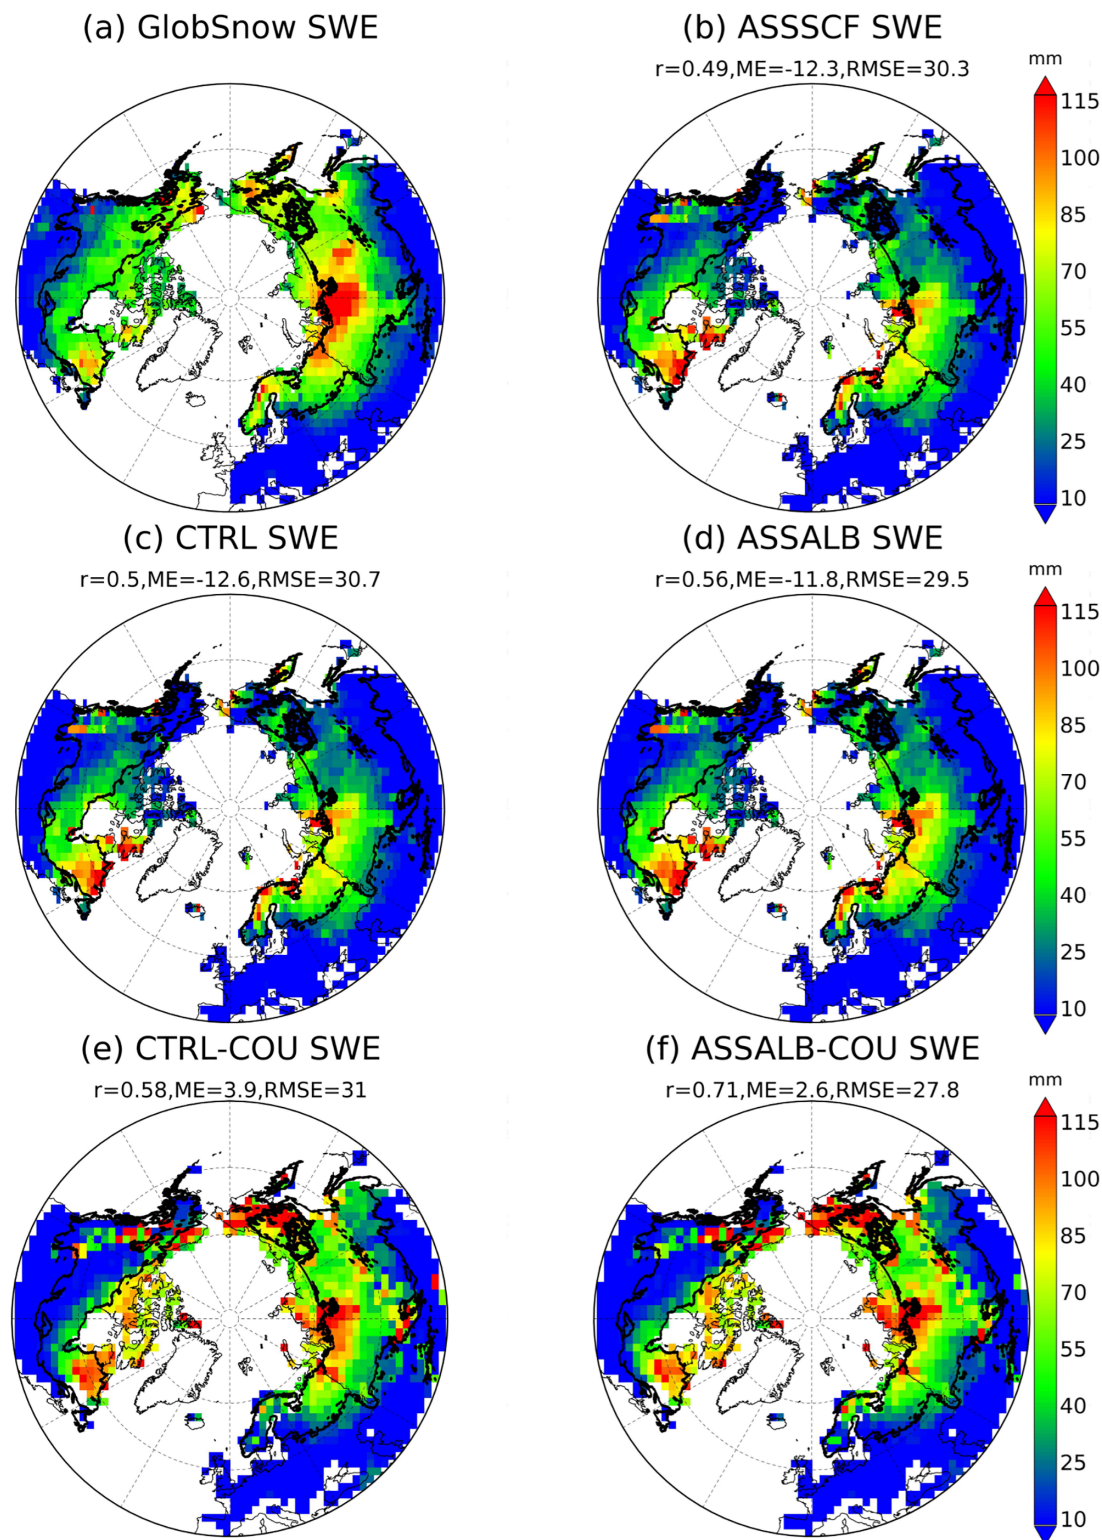 (a) GlobSnow SWE
(b) ASSSCF SWE
r=0.49,ME=-12.3,RMSE=30.3
mm
115
100
85
70
55
40
25
10
(c) CTRL SWE
r=0.5,ME=-12.6,RMSE=30.7
(d) ASSALB SWE
r=0.56,ME=-11.8,RMSE=29.5
mm
115
100
85
70
55
40
25
10
(e) CTRL-COU SWE
r=0.58,ME=3.9,RMSE=31
(f) ASSALB-COU SWE
r=0.71,ME=2.6,RMSE=27.8
mm
115
100
85
70
55
40
25
10